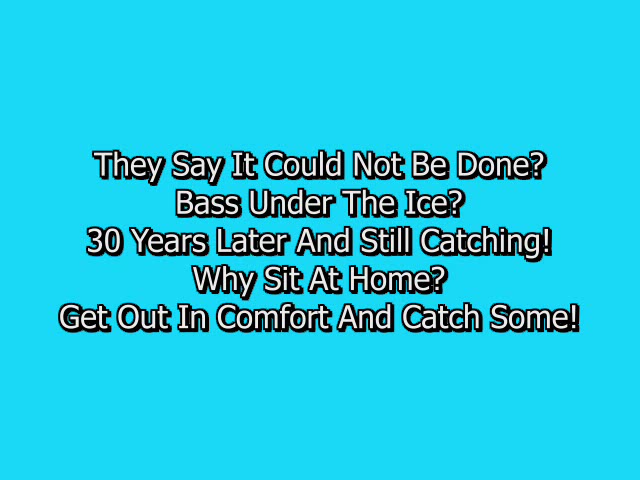 They Say It Could Not Be Done?
Bass Under The Ice?
30 Years Later And Still Catching!
Why Sit At Home?
Get Out In Comfort And Catch Some!